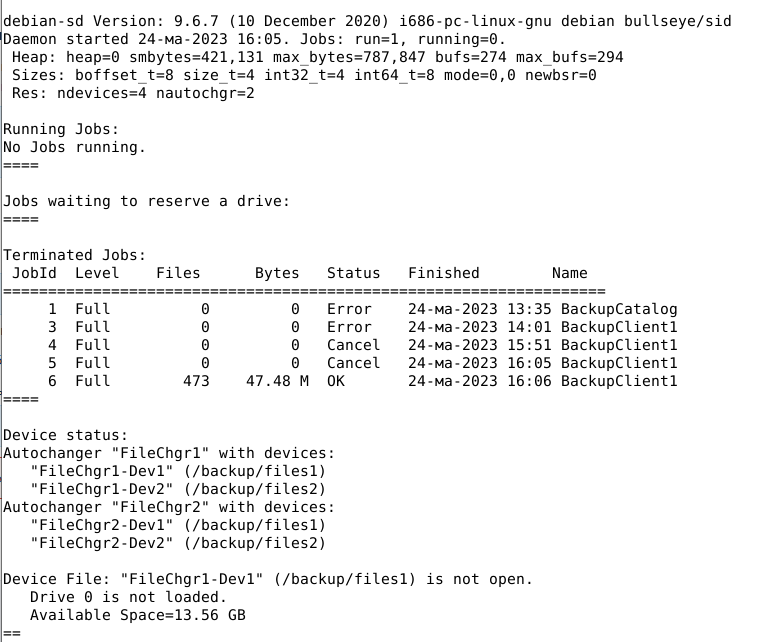 debian-sd Version: 9.6.7 (10 December 2020) i686-pc-linux-gnu debian bullseye/sid
Daemon started 24-ма-2023 16:05. Jobs: run=1, running=0.
 Heap: heap=0 smbytes=421,131 max_bytes=787,847 bufs=274 max_bufs=294
 Sizes: boffset_t=8 size_t=4 int32_t=4 int64_t=8 mode=0,0 newbsr=0
 Res: ndevices=4 nautochgr=2

Running Jobs:
No Jobs running.
====

Jobs waiting to reserve a drive:
====

Terminated Jobs:
 JobId  Level    Files      Bytes   Status   Finished        Name
===================================================================
     1  Full          0         0   Error    24-ма-2023 13:35 BackupCatalog
     3  Full          0         0   Error    24-ма-2023 14:01 BackupClient1
     4  Full          0         0   Cancel   24-ма-2023 15:51 BackupClient1
     5  Full          0         0   Cancel   24-ма-2023 16:05 BackupClient1
     6  Full        473    47.48 M  OK       24-ма-2023 16:06 BackupClient1
====

Device status:
Autochanger "FileChgr1" with devices:
   "FileChgr1-Dev1" (/backup/files1)
   "FileChgr1-Dev2" (/backup/files2)
Autochanger "FileChgr2" with devices:
   "FileChgr2-Dev1" (/backup/files1)
   "FileChgr2-Dev2" (/backup/files2)

Device File: "FileChgr1-Dev1" (/backup/files1) is not open.
   Drive 0 is not loaded.
   Available Space=13.56 GB
==